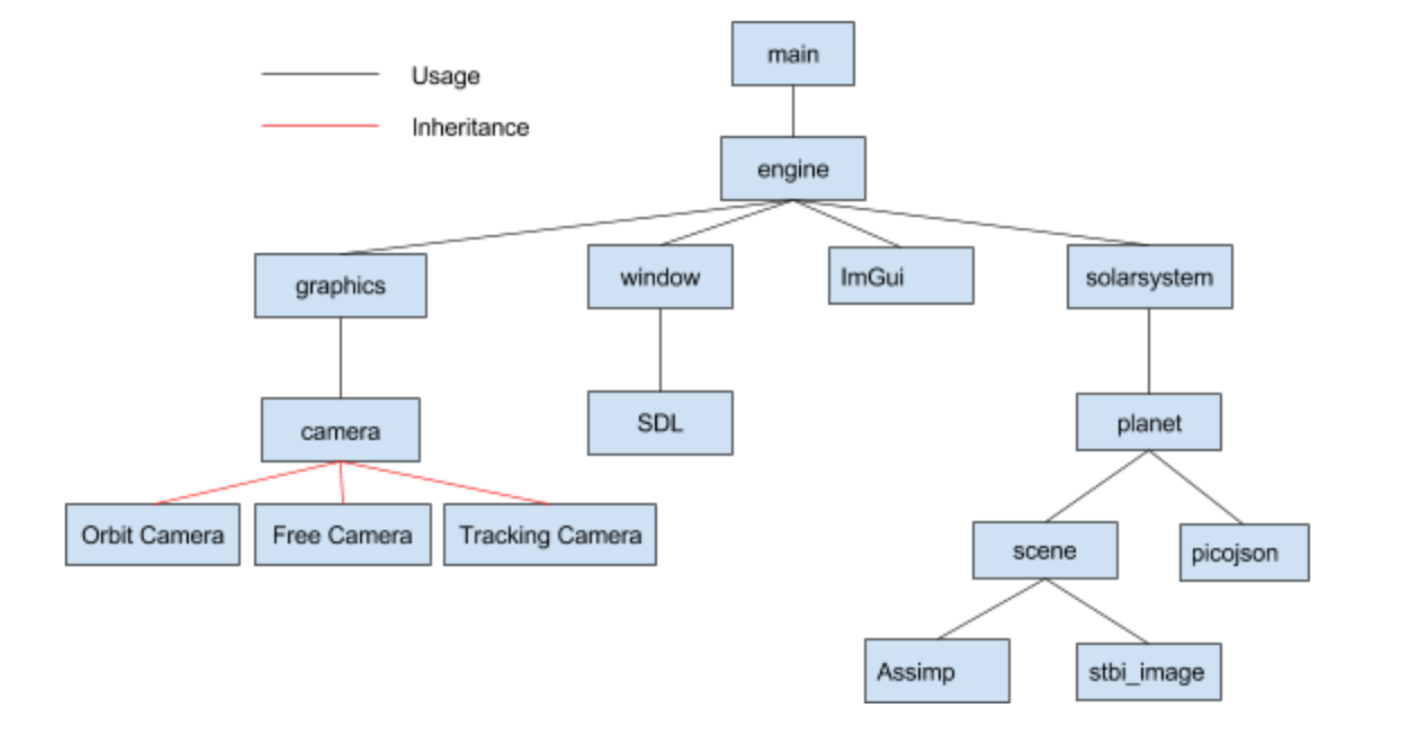 main
Usage
Inheritance
engine
graphics
window
ImGui
solarsystem
camera
SDL
planet
Orbit Camera
Free Camera
Tracking Camera
scene
picojson
Assimp
stbi_image